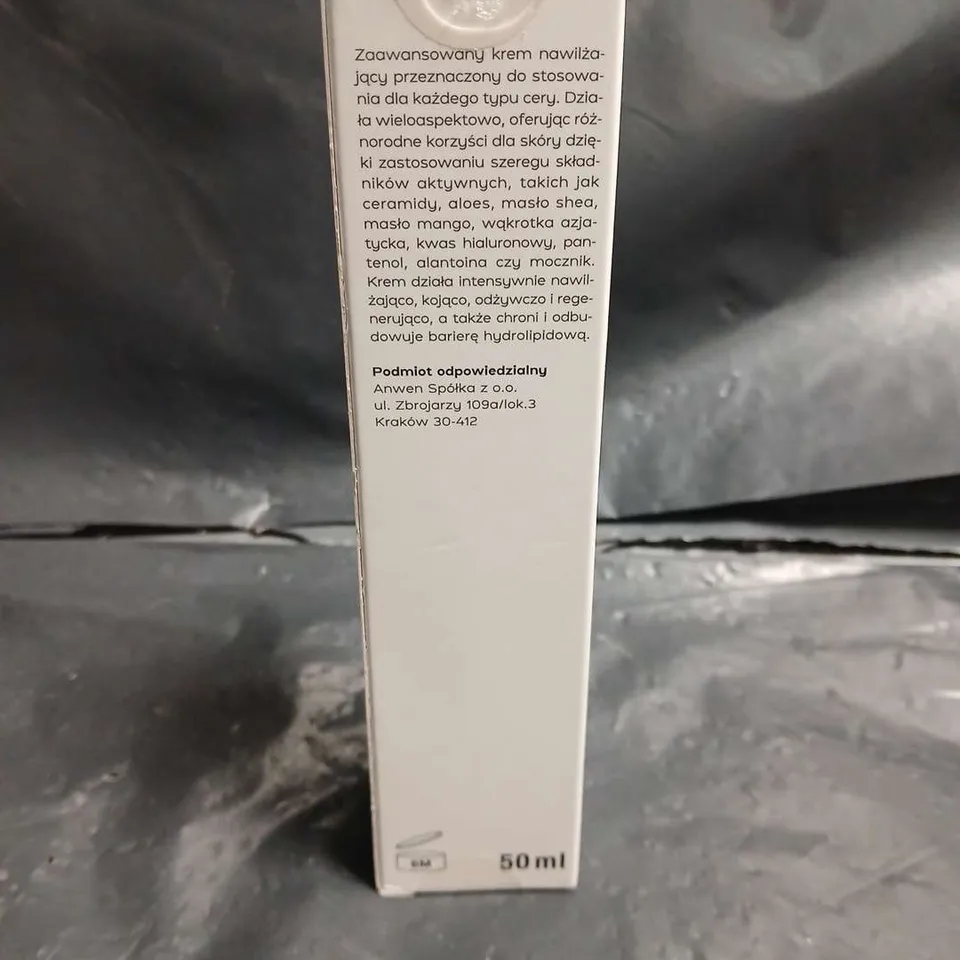 Zaawansowany krem nawilża-
jący przeznaczony do stosowa-
nia dla każdego typu cery. Dzia-
ła wieloaspektowo, oferując róż-
norodne korzyści dla skóry dzię-
ki zastosowaniu szeregu skład-
ników aktywnych, takich jak
ceramidy, aloes, masło shea,
masło mango, wąkrotka azja-
tycka, kwas hialuronowy, pan-
tenol, alantoina czy mocznik.
Krem działa intensywnie nawil-
żająco, kojąco, odżywczo i rege-
nerująco, a także chroni i odbu-
dowuje barierę hydrolipidową.
Podmiot odpowiedzialny
Anwen Spółka z o.o.
ul. Zbrojarzy 109a/lok.3
Kraków 30-412
6M
50 ml